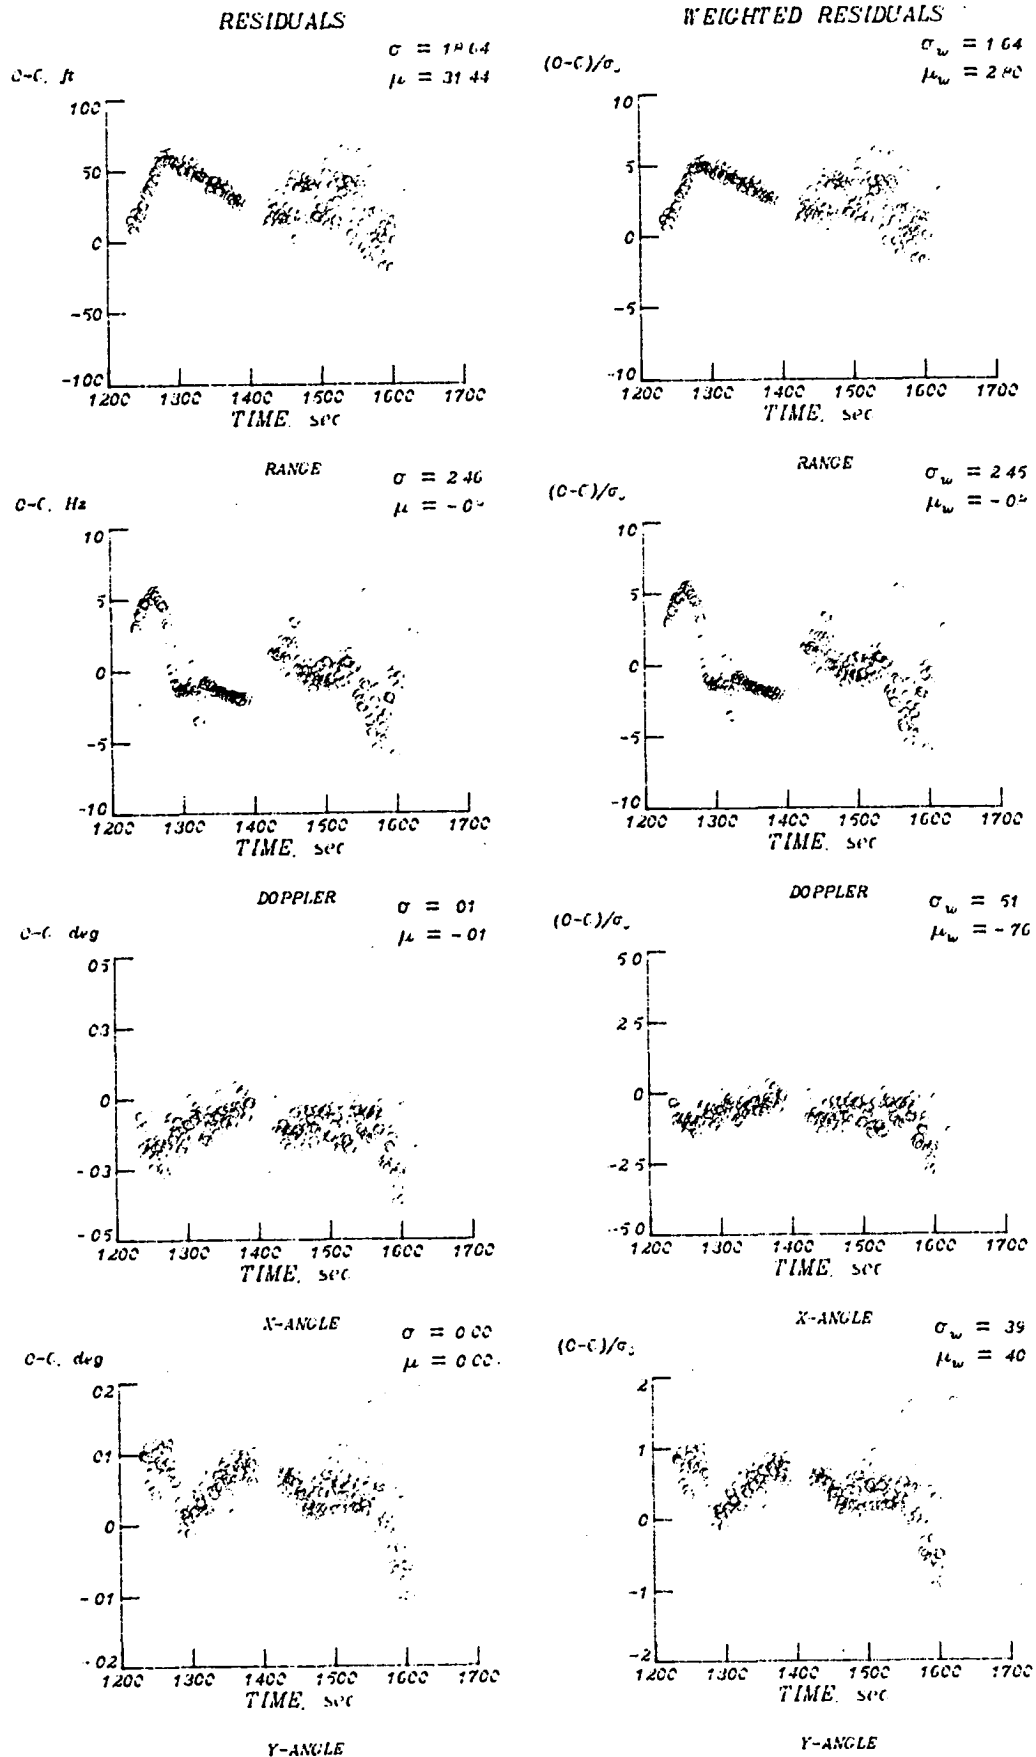 RESIDUALS
WEIGHTED RESIDUALS
σ = 18.64
μ = 31.44
O-C, ft
100
50
0
-50
-100
1200 1300 1400 1500 1600 1700
TIME, sec
RANGE
σw = 1.64
μw = 2.80
(O-C)/σ
10
5
0
-5
-10
1200 1300 1400 1500 1600 1700
TIME, sec
RANGE
σ = 2.40
O-C, Hz
10
5
0
-5
-10
1200 1300 1400 1500 1600 1700
TIME, sec
DOPPLER
σw = 2.45
(O-C)/σ
10
5
0
-5
-10
1200 1300 1400 1500 1600 1700
TIME, sec
DOPPLER
σ = .01
μ = -.01
O-C, deg
.05
.03
0
-.03
-.05
1200 1300 1400 1500 1600 1700
TIME, sec
X-ANGLE
σw = .51
μw = -.70
(O-C)/σ
5.0
2.5
0
-2.5
-5.0
1200 1300 1400 1500 1600 1700
TIME, sec
X-ANGLE
σ = 0.00
μ = 0.00
O-C, deg
.02
.01
0
-.01
-.02
1200 1300 1400 1500 1600 1700
TIME, sec
Y-ANGLE
σw = .39
μw = .40
(O-C)/σ
2
1
0
-1
-2
1200 1300 1400 1500 1600 1700
TIME, sec
Y-ANGLE